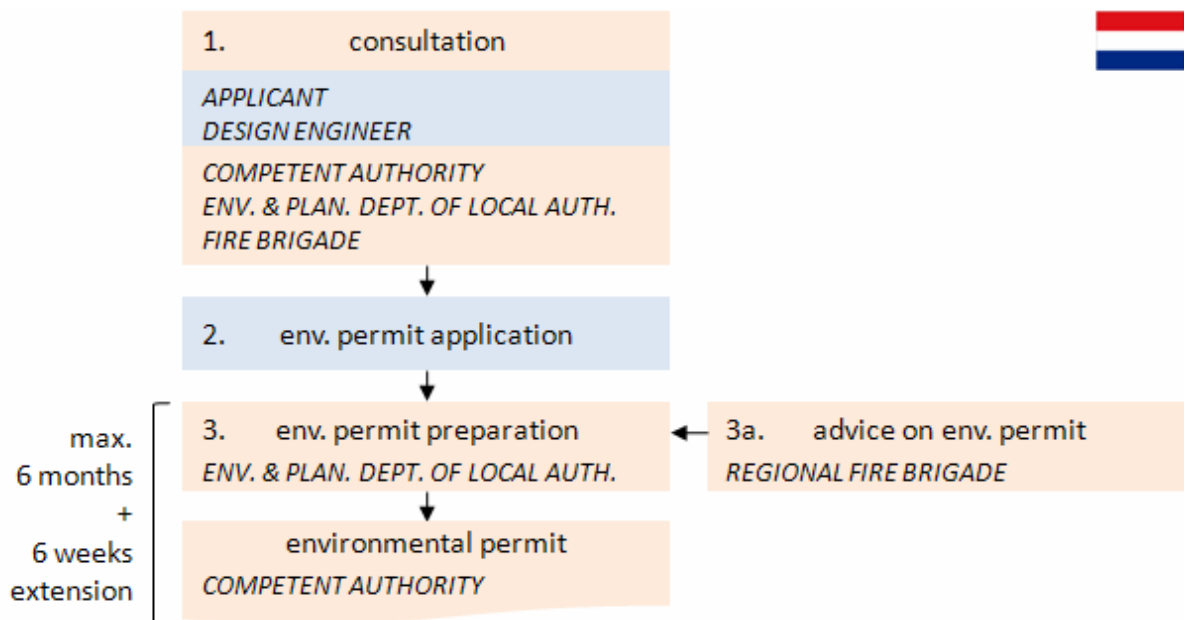 1. consultation
APPLICANT
DESIGN ENGINEER
COMPETENT AUTHORITY
ENV. & PLAN. DEPT. OF LOCAL AUTH.
FIRE BRIGADE
2. env. permit application
max.
6 months
+
6 weeks
extension
3. env. permit preparation
ENV. & PLAN. DEPT. OF LOCAL AUTH.
3a. advice on env. permit
REGIONAL FIRE BRIGADE
environmental permit
COMPETENT AUTHORITY